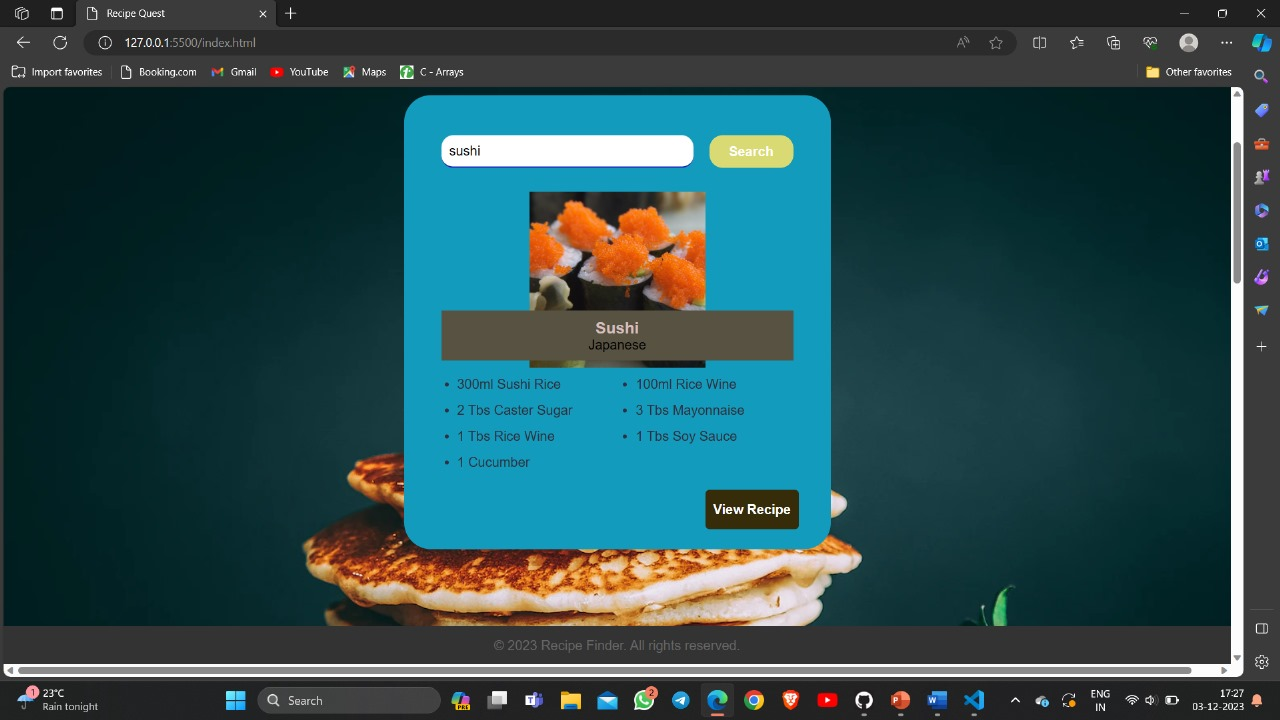 Recipe Quest
127.0.0.1:5500/index.html
Import favorites
Booking.com
Gmail
YouTube
Maps
C - Arrays
Other favorites
sushi
Search
Sushi
Japanese
300ml Sushi Rice
100ml Rice Wine
2 Tbs Caster Sugar
3 Tbs Mayonnaise
1 Tbs Rice Wine
1 Tbs Soy Sauce
1 Cucumber
View Recipe
© 2023 Recipe Finder. All rights reserved.
1
23°C
Rain tonight
Search
PRE
2
ENG
IN
17:27
03-12-2023